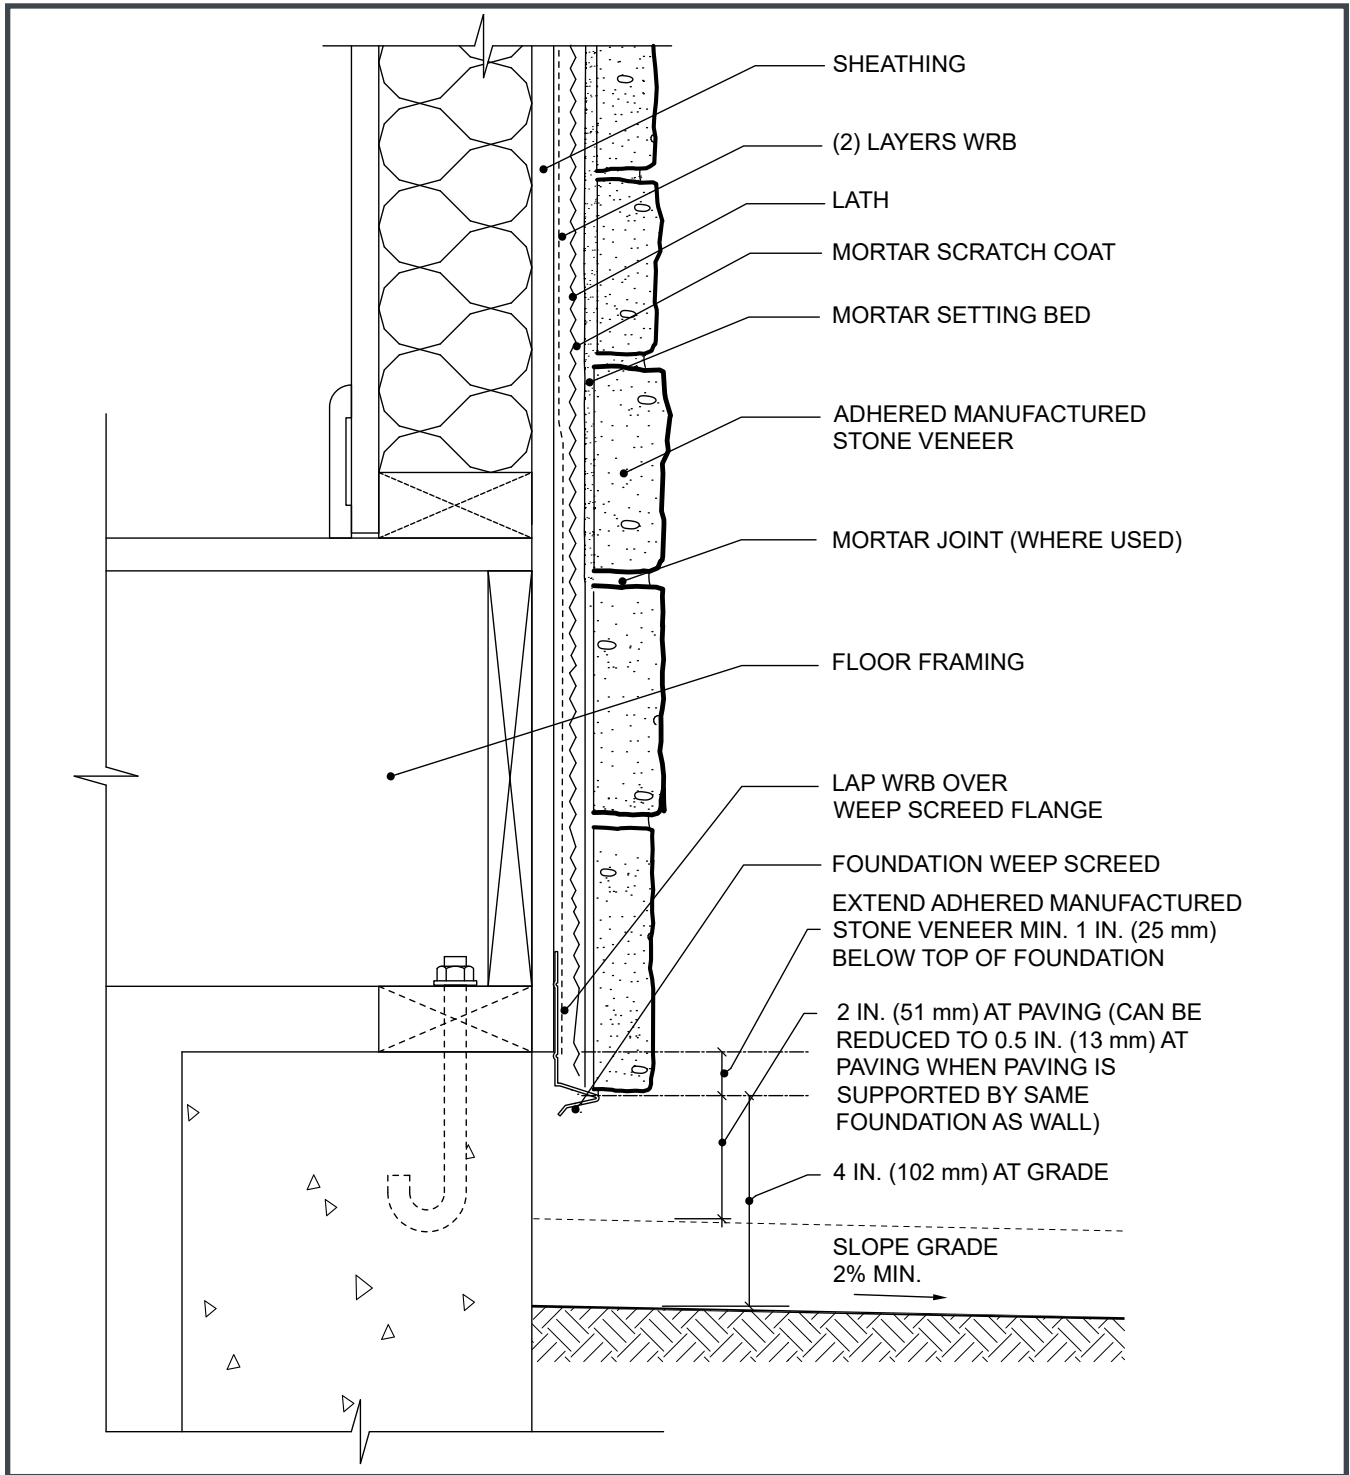 SHEATHING
(2) LAYERS WRB
LATH
MORTAR SCRATCH COAT
MORTAR SETTING BED
ADHERED MANUFACTURED
STONE VENEER
MORTAR JOINT (WHERE USED)
FLOOR FRAMING
LAP WRB OVER
WEEP SCREED FLANGE
FOUNDATION WEEP SCREED
EXTEND ADHERED MANUFACTURED
STONE VENEER MIN. 1 IN. (25 mm)
BELOW TOP OF FOUNDATION
2 IN. (51 mm) AT PAVING (CAN BE
REDUCED TO 0.5 IN. (13 mm) AT
PAVING WHEN PAVING IS
SUPPORTED BY SAME
FOUNDATION AS WALL)
4 IN. (102 mm) AT GRADE
SLOPE GRADE
2% MIN.